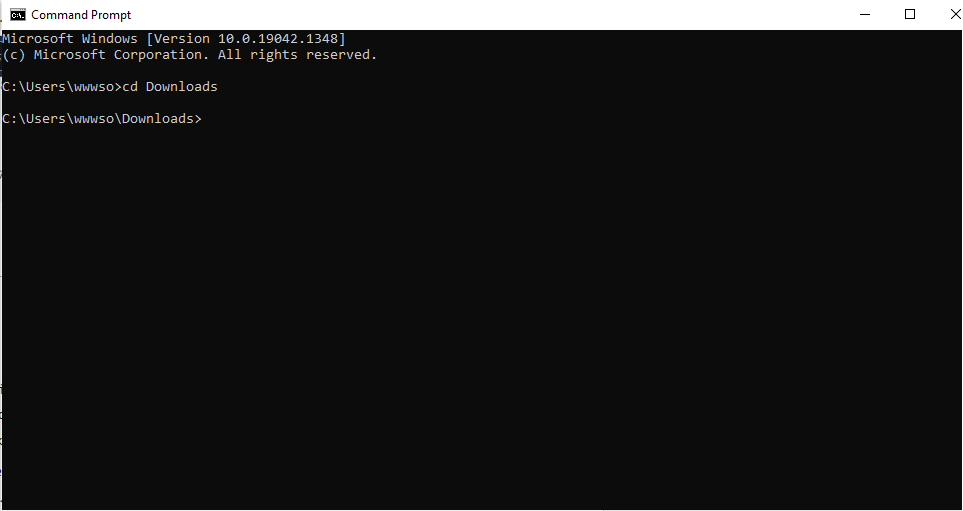 Command Prompt
Microsoft Windows [Version 10.0.19042.1348]
(c) Microsoft Corporation. All rights reserved.
C:\Users\wwwso>cd Downloads
C:\Users\wwwso\Downloads>